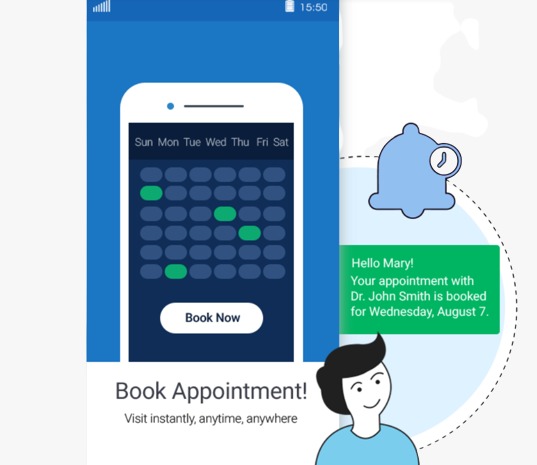 15:50
Sun Mon Tue Wed Thu Fri Sat
Book Now
Book Appointment!
Visit instantly, anytime, anywhere
Hello Mary!
Your appointment with
Dr. John Smith is booked
for Wednesday, August 7.